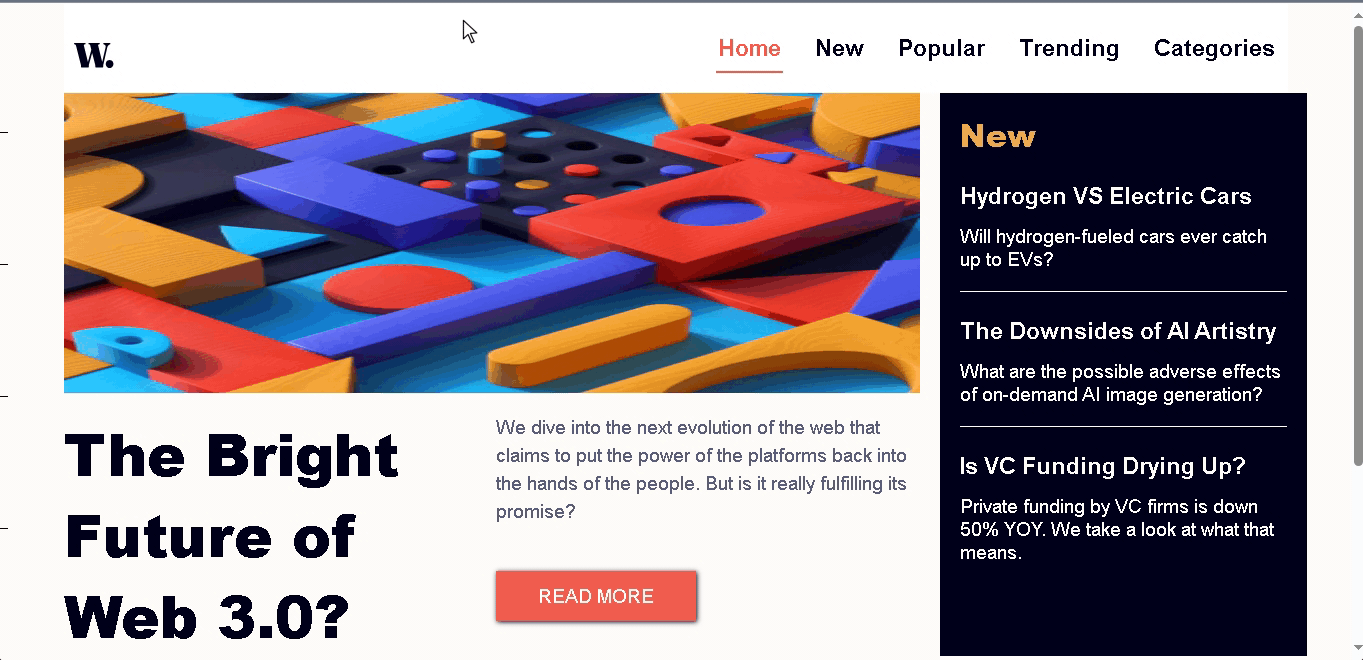 W.
Home New Popular Trending Categories
The Bright
Future of
Web 3.0?
We dive into the next evolution of the web that
claims to put the power of the platforms back into
the hands of the people. But is it really fulfilling its
promise?
READ MORE
New
Hydrogen VS Electric Cars
Will hydrogen-fueled cars ever catch
up to EVs?
The Downsides of AI Artistry
What are the possible adverse effects
of on-demand AI image generation?
Is VC Funding Drying Up?
Private funding by VC firms is down
50% YOY. We take a look at what that
means.